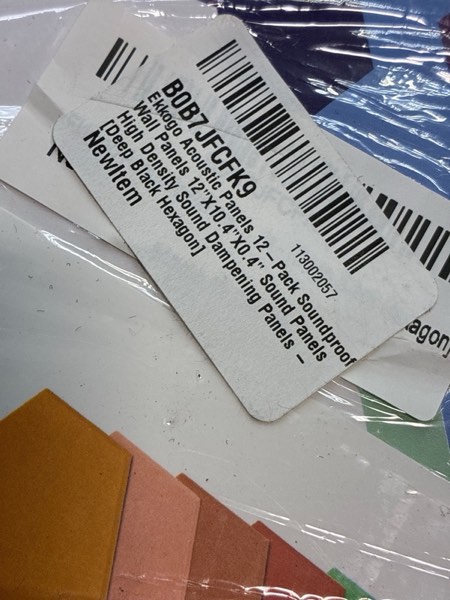 113002057
B0B7JFCFK9
Ekkogo Acoustic Panels 12-Pack Soundproof
Wall Panels 12"X10.4"X0.4" Sound Panels
High Density Sound Dampening Panels –
[Deep Black Hexagon]
NewItem
agon]